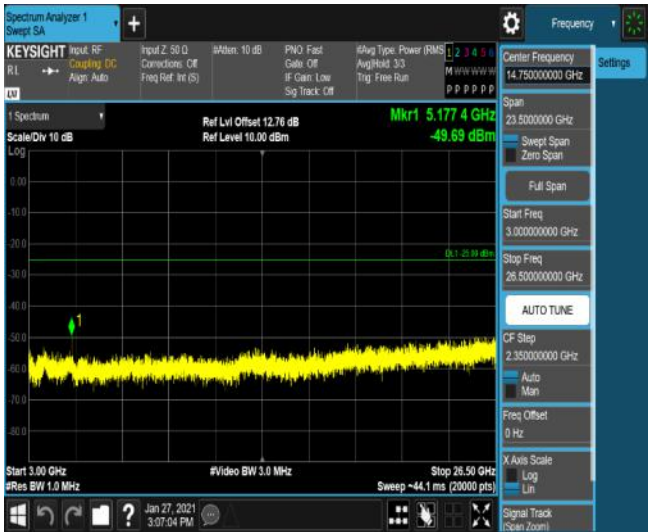 Spectrum Analyzer 1
Swept SA
+
Frequency
KEYSIGHT
RL
LXI
Input: RF
Coupling: DC
Align: Auto
Input Z: 50 Ω
Corrections: Off
Freq Ref: Int (S)
#Atten: 10 dB
PNO: Fast
Gate: Off
IF Gain: Low
Sig Track: Off
#Avg Type: Power (RMS
Avg|Hold: 3/3
Trig: Free Run
1 2 3 4 5 6
M W W W W W
P P P P P P
Center Frequency
14.750000000 GHz
Settings
Span
23.5000000 GHz
Swept Span
Zero Span
Full Span
Start Freq
3.000000000 GHz
Stop Freq
26.500000000 GHz
AUTO TUNE
CF Step
2.350000000 GHz
Auto
Man
Freq Offset
0 Hz
X Axis Scale
Log
Lin
Signal Track
(Span Zoom)
1 Spectrum
Scale/Div 10 dB
Log
Ref Lvl Offset 12.76 dB
Ref Level 10.00 dBm
Mkr1 5.177 4 GHz
-49.69 dBm
0.00
-10.0
-20.0
DL1 -25.00 dBm
-30.0
-40.0
1
-50.0
-60.0
-70.0
-80.0
Start 3.00 GHz
#Video BW 3.0 MHz
Stop 26.50 GHz
#Res BW 1.0 MHz
Sweep ~44.1 ms (20000 pts)
?
Jan 27, 2021
3:07:04 PM